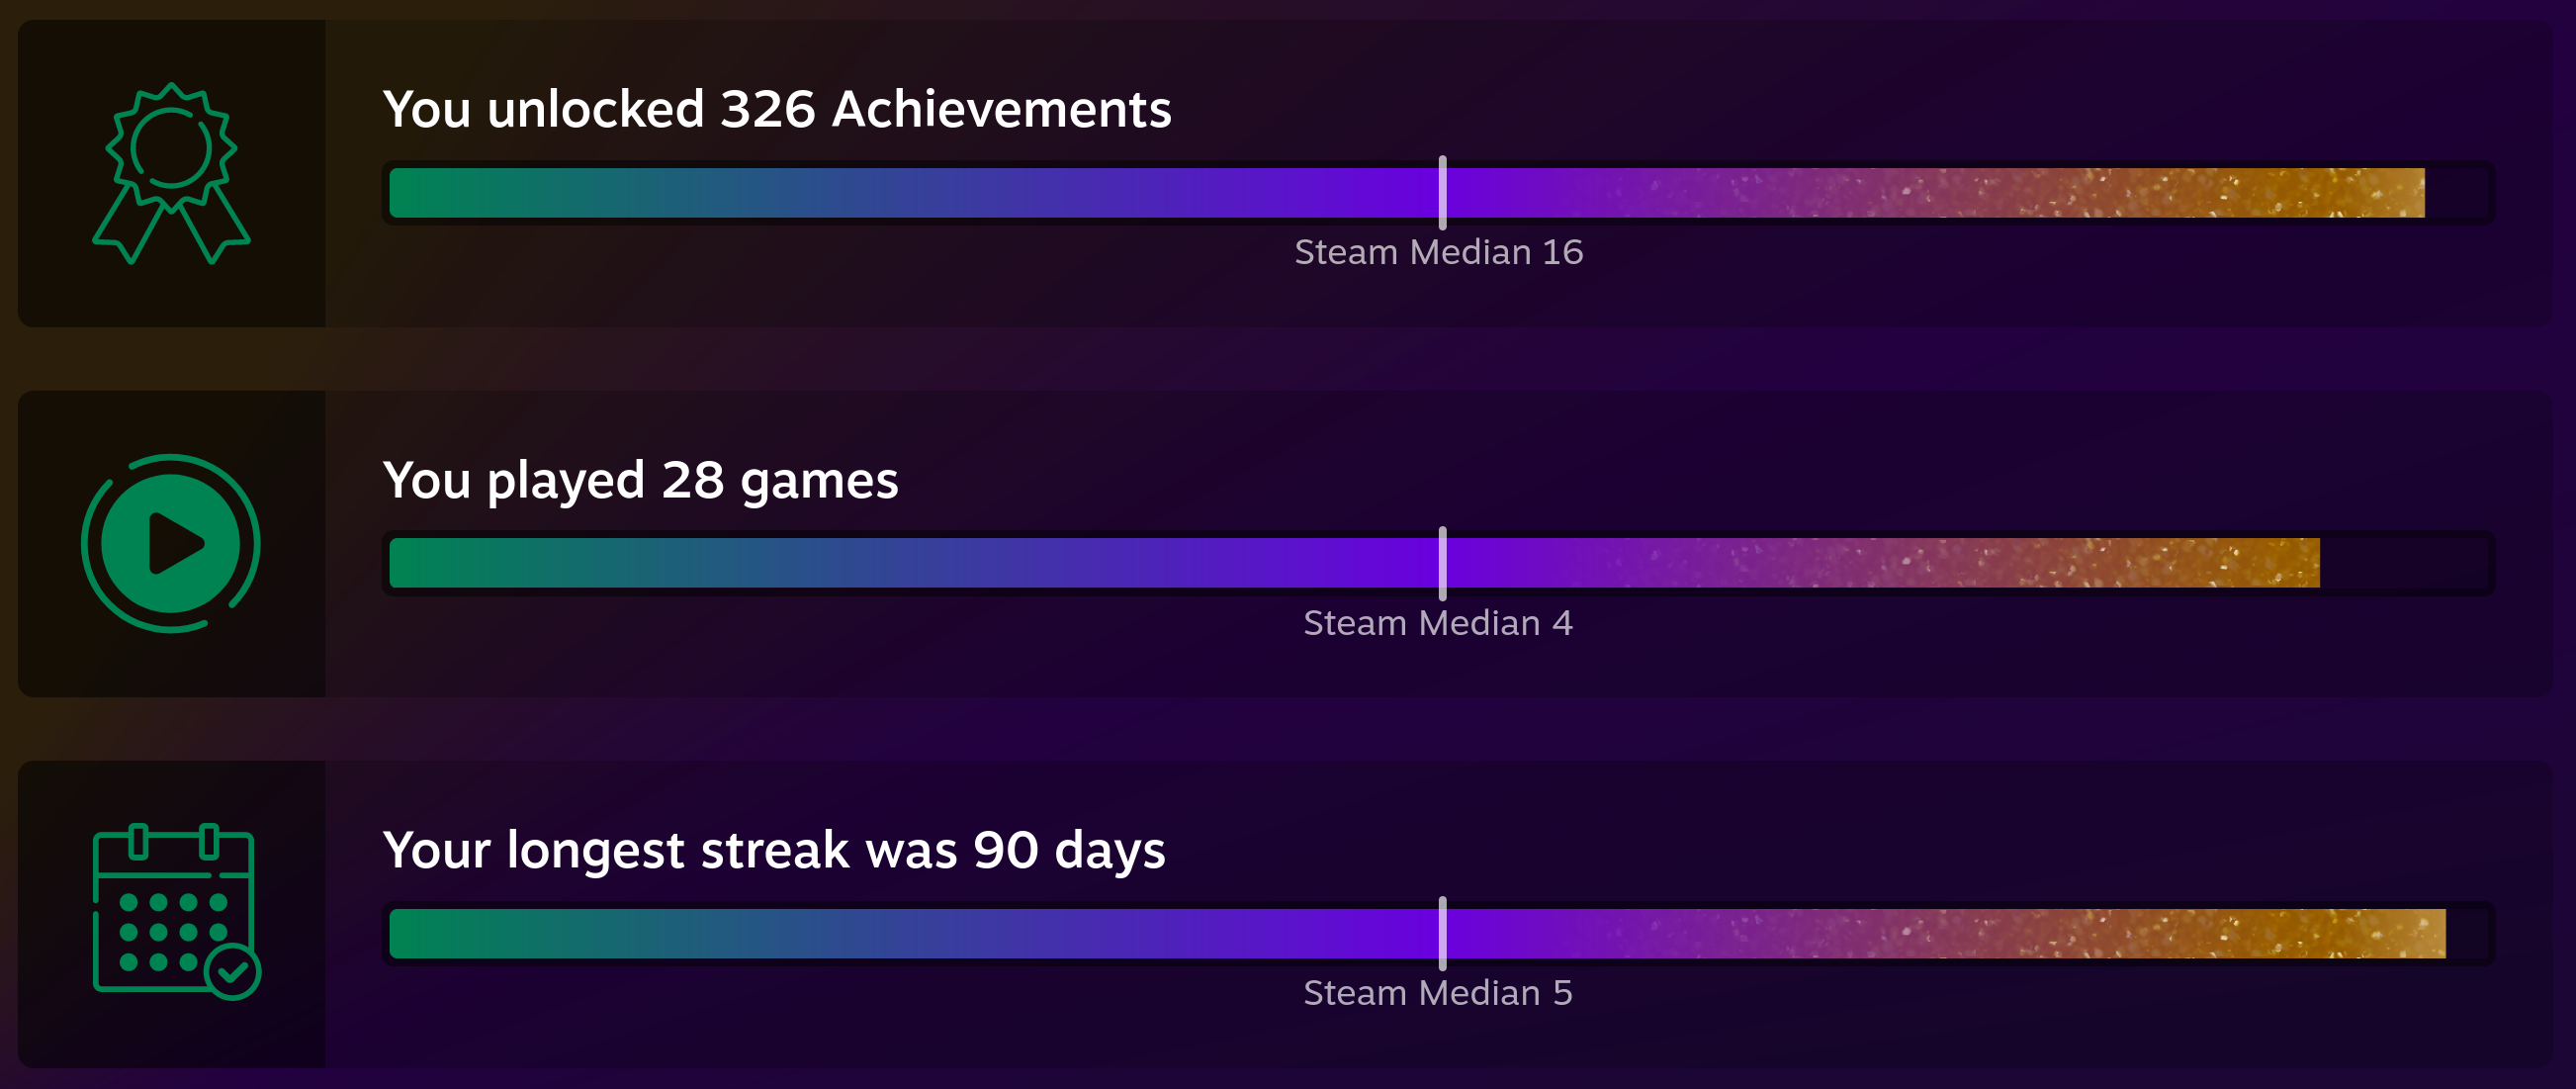 You unlocked 326 Achievements
Steam Median 16
You played 28 games
Steam Median 4
Your longest streak was 90 days
Steam Median 5